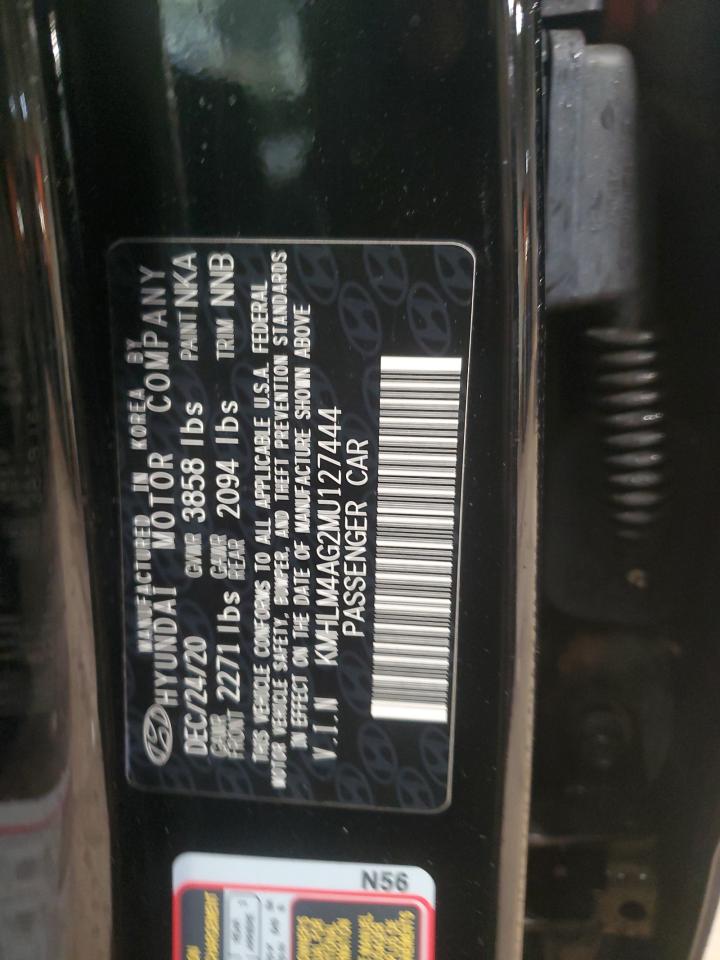 MANUFACTURED IN KOREA BY
HYUNDAI MOTOR COMPANY
DEC/24/20 GVWR 3858 lbs PAINT NKA
GAWR FRONT 2271 lbs GAWR REAR 2094 lbs TRIM NNB
THIS VEHICLE CONFORMS TO ALL APPLICABLE U.S.A. FEDERAL
MOTOR VEHICLE SAFETY, BUMPER, AND THEFT PREVENTION STANDARDS
IN EFFECT ON THE DATE OF MANUFACTURE SHOWN ABOVE
V.I.N KMHLM4AG2MU127444
PASSENGER CAR
N56